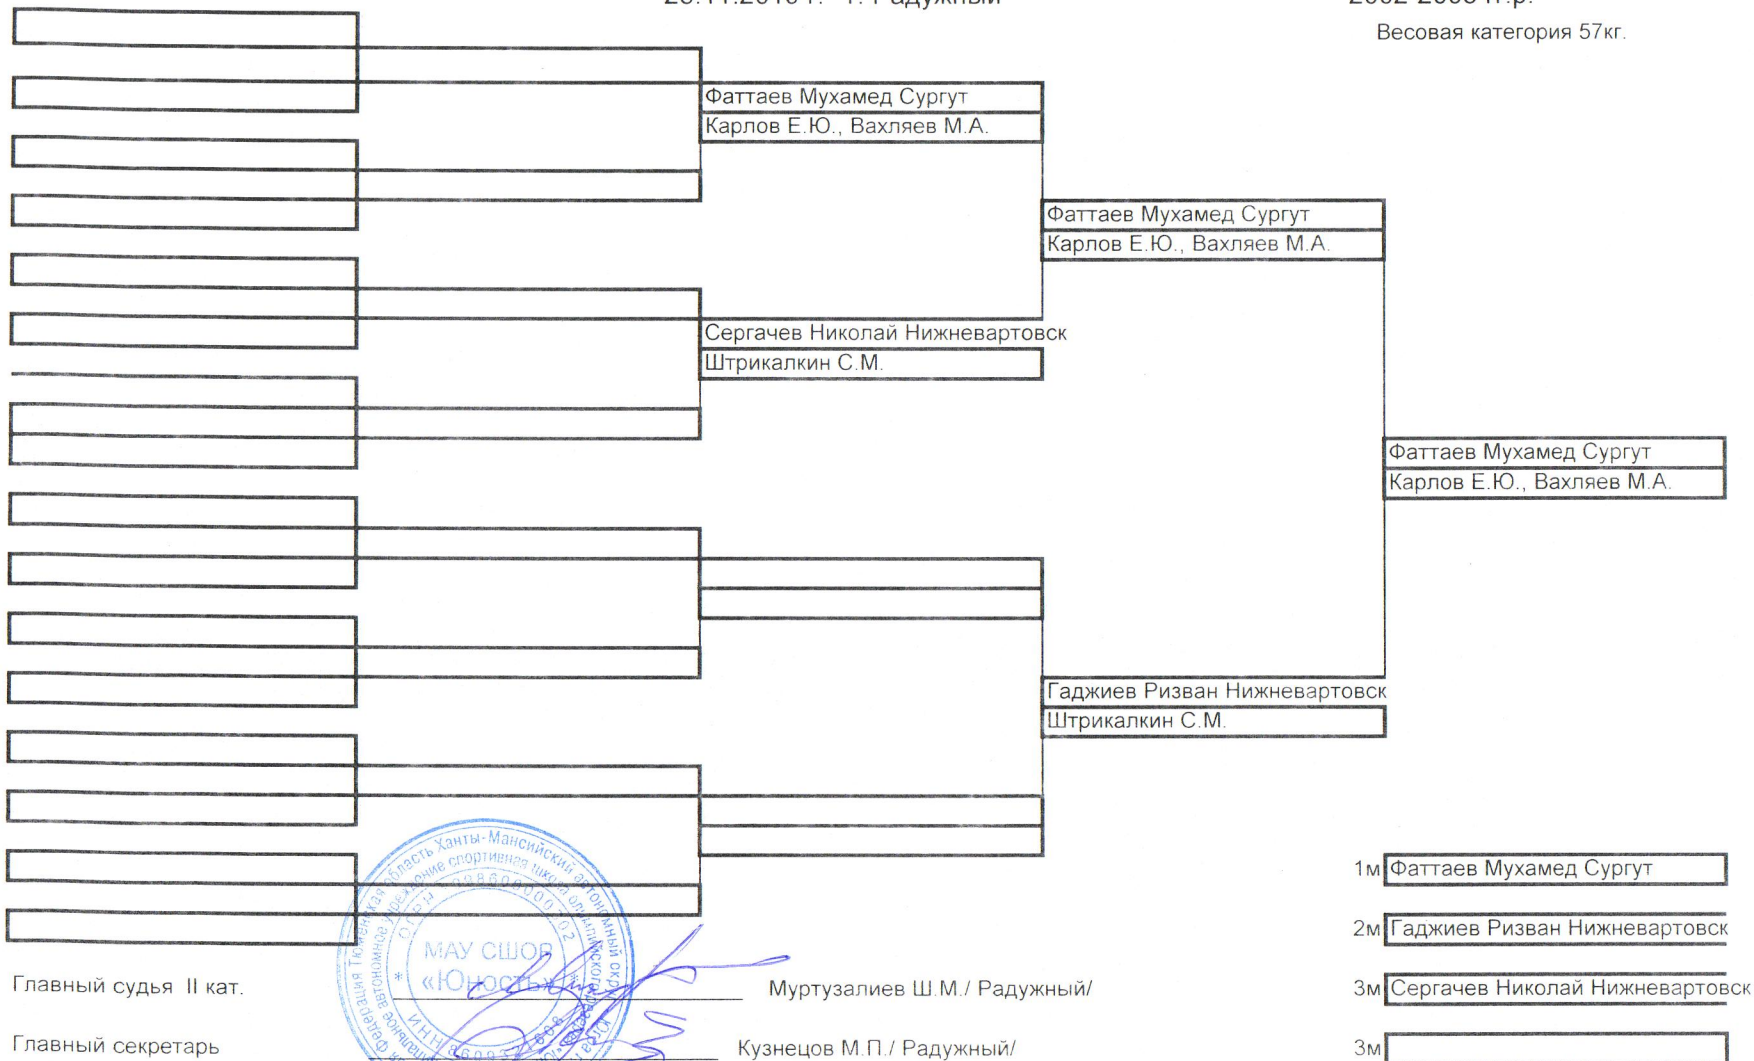 г. Радужный
Весовая категория 57кг.
Фаттаев Мухамед Сургут
Карлов Е.Ю., Вахляев М.А.
Фаттаев Мухамед Сургут
Карлов Е.Ю., Вахляев М.А.
Сергачев Николай Нижневартовск
Штрикалкин С.М.
Фаттаев Мухамед Сургут
Карлов Е.Ю., Вахляев М.А.
Гаджиев Ризван Нижневартовск
Штрикалкин С.М.
1м Фаттаев Мухамед Сургут
2м Гаджиев Ризван Нижневартовск
3м Сергачев Николай Нижневартовск
3м
Главный судья II кат.
Муртузалиев Ш.М./ Радужный/
Главный секретарь
Кузнецов М.П./ Радужный/
МАУ СШОР
«Юность»